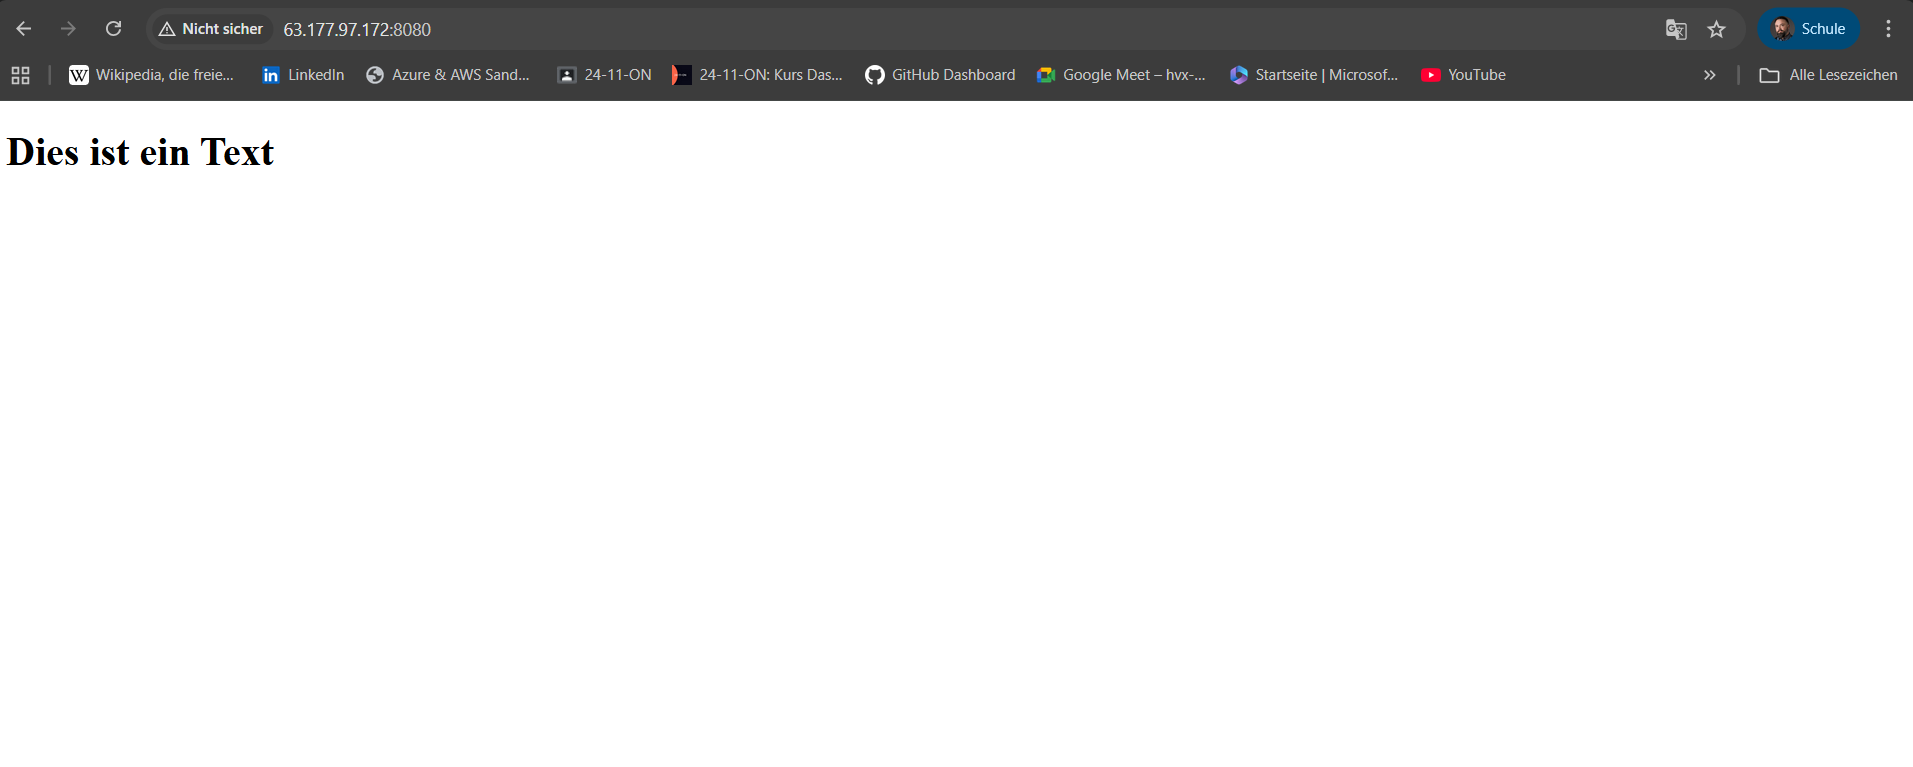 Nicht sicher 63.177.97.172:8080 Schule
Wikipedia, die freie... LinkedIn Azure & AWS Sand... 24-11-ON 24-11-ON: Kurs Das... GitHub Dashboard Google Meet – hvx-... Startseite | Microsof... YouTube » Alle Lesezeichen
Dies ist ein Text